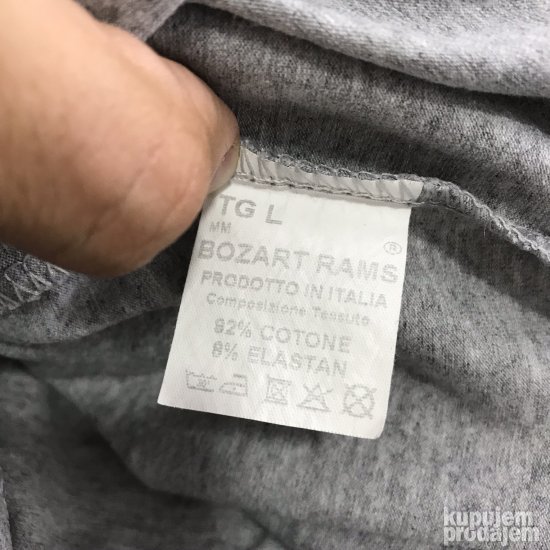 TG L
MM
BOZART RAMS®
PRODOTTO IN ITALIA
Composizione Tessuto
92% COTONE
8% ELASTAN
kupujem
prodajem